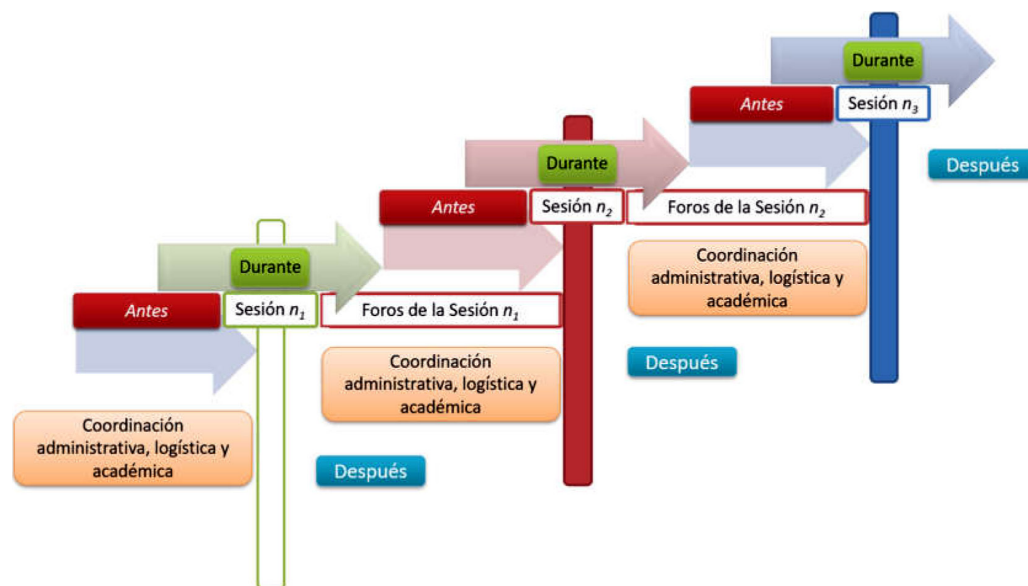 Durante
Antes
Sesión n3
Después
Durante
Antes
Sesión n2
Foros de la Sesión n2
Coordinación
administrativa, logística y
académica
Durante
Antes
Sesión n1
Foros de la Sesión n1
Coordinación
administrativa, logística y
académica
Después
Coordinación
administrativa, logística y
académica
Después